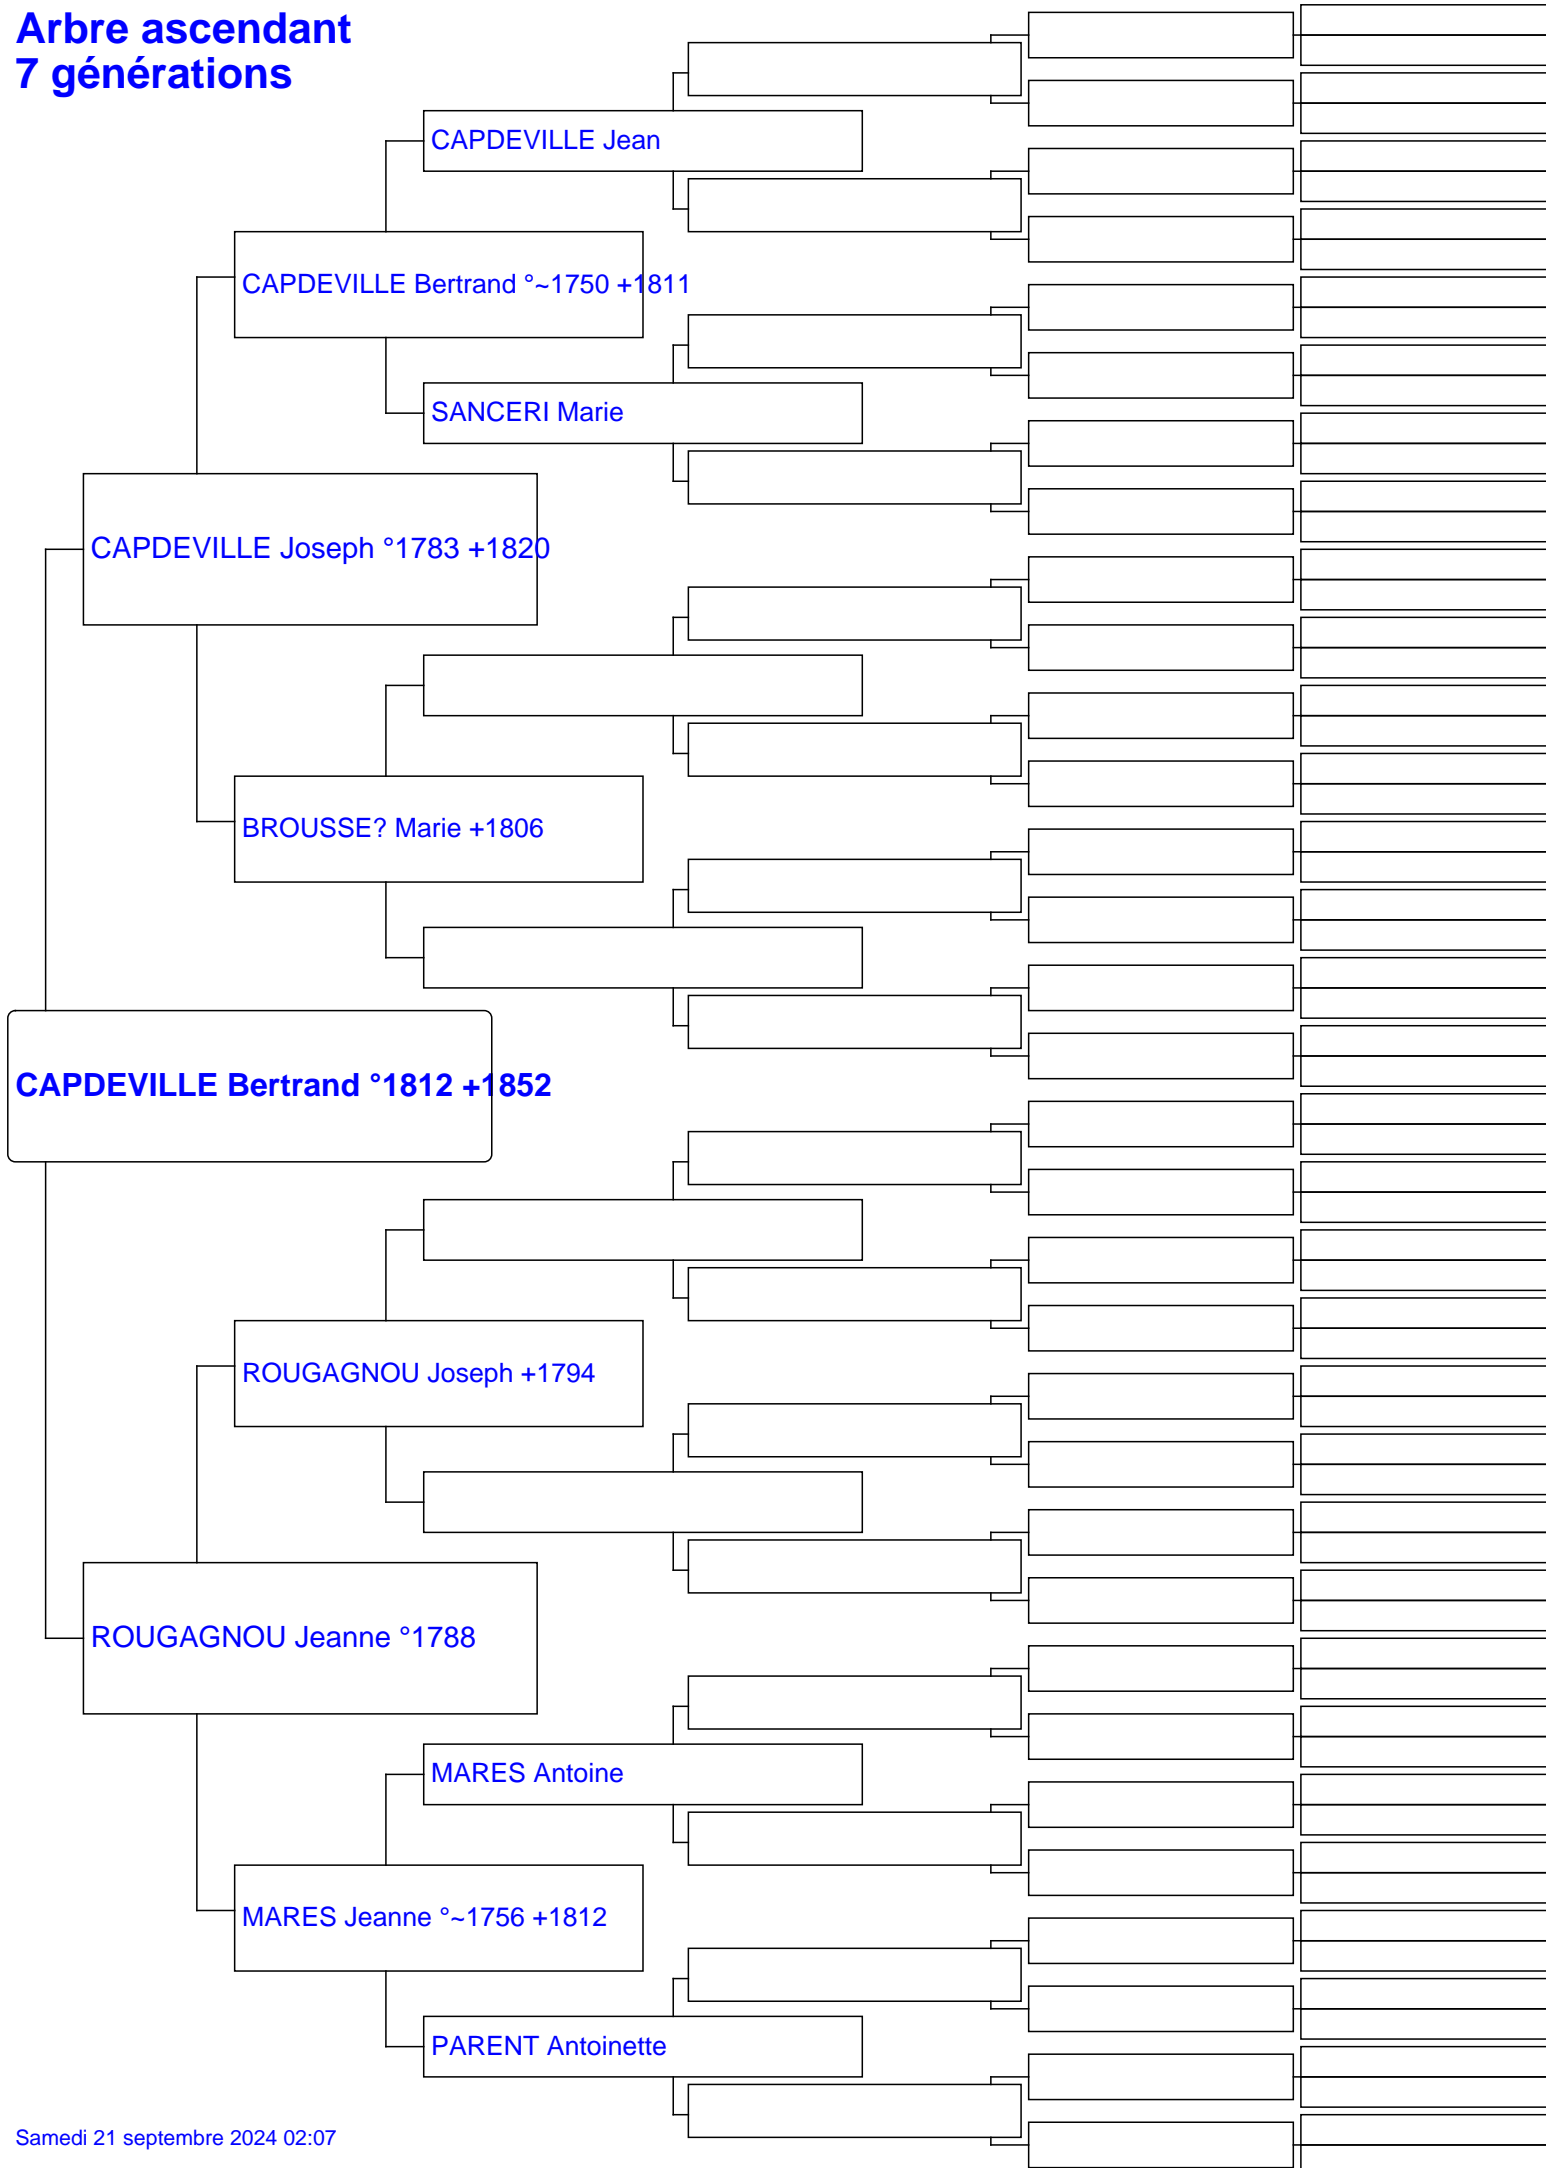 Arbre ascendant
7 générations
CAPDEVILLE Jean
CAPDEVILLE Bertrand °~1750 +1811
SANCERI Marie
CAPDEVILLE Joseph °1783 +1820
BROUSSE? Marie +1806
CAPDEVILLE Bertrand °1812 +1852
ROUGAGNOU Joseph +1794
ROUGAGNOU Jeanne °1788
MARES Antoine
MARES Jeanne °~1756 +1812
PARENT Antoinette
Samedi 21 septembre 2024 02:07